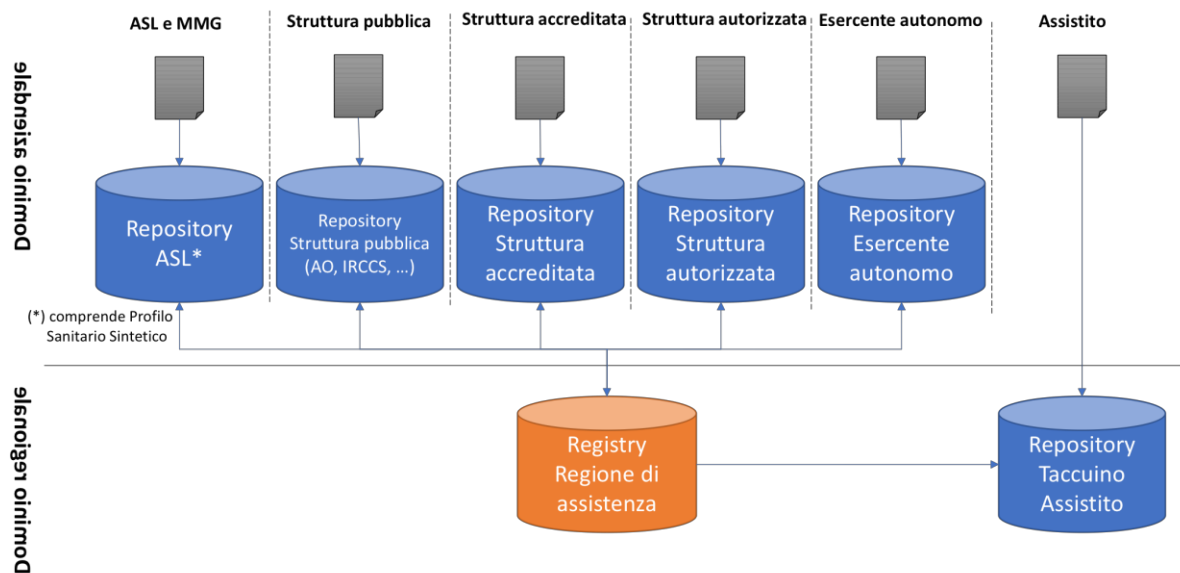 ASL e MMG
Struttura pubblica
Struttura accreditata
Struttura autorizzata
Esercente autonomo
Assistito
Dominio aziendale
Repository
ASL*
Repository
Struttura pubblica
(AO, IRCCS, ...)
Repository
Struttura
accreditata
Repository
Struttura
autorizzata
Repository
Esercente
autonomo
(*) comprende Profilo
Sanitario Sintetico
Dominio regionale
Registry
Regione di
assistenza
Repository
Taccuino
Assistito